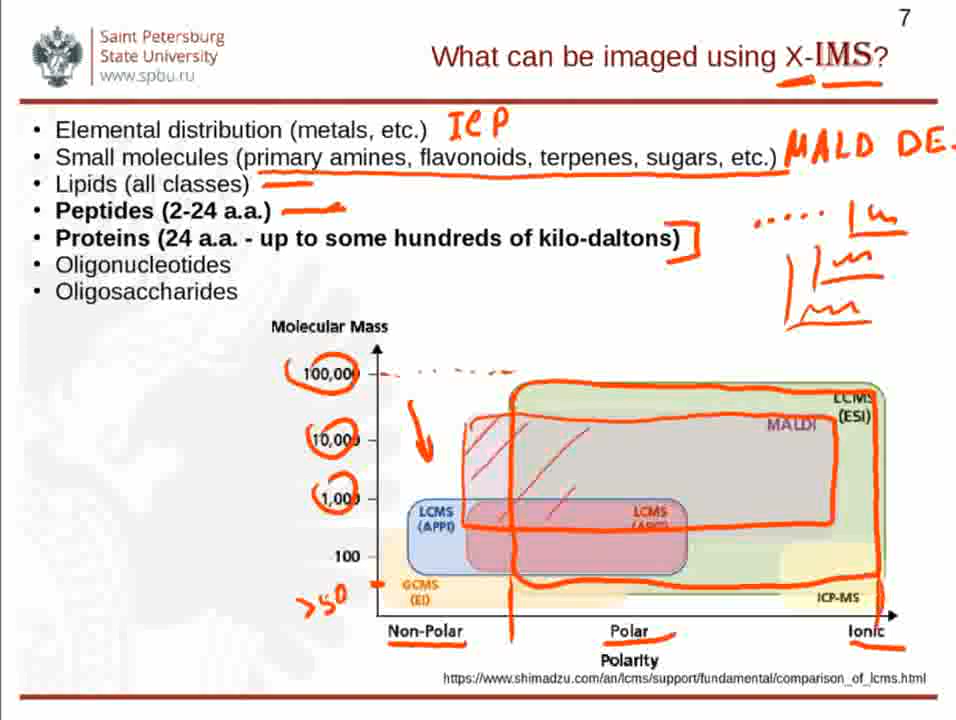 7
Saint Petersburg
State University
www.spbu.ru
What can be imaged using X-IMS?
• Elemental distribution (metals, etc.) ICP
• Small molecules (primary amines, flavonoids, terpenes, sugars, etc.) MALD DE.
• Lipids (all classes)
• Peptides (2-24 a.a.)
• Proteins (24 a.a. - up to some hundreds of kilo-daltons)
• Oligonucleotides
• Oligosaccharides
Molecular Mass
100,000
LCMS
(ESI)
MALDI
10,000
1,000
LCMS
(APPI)
LCMS
100
GCMS
(EI)
>50
ICP-MS
Non-Polar
Polar
Ionic
Polarity
https://www.shimadzu.com/an/lcms/support/fundamental/comparison_of_lcms.html